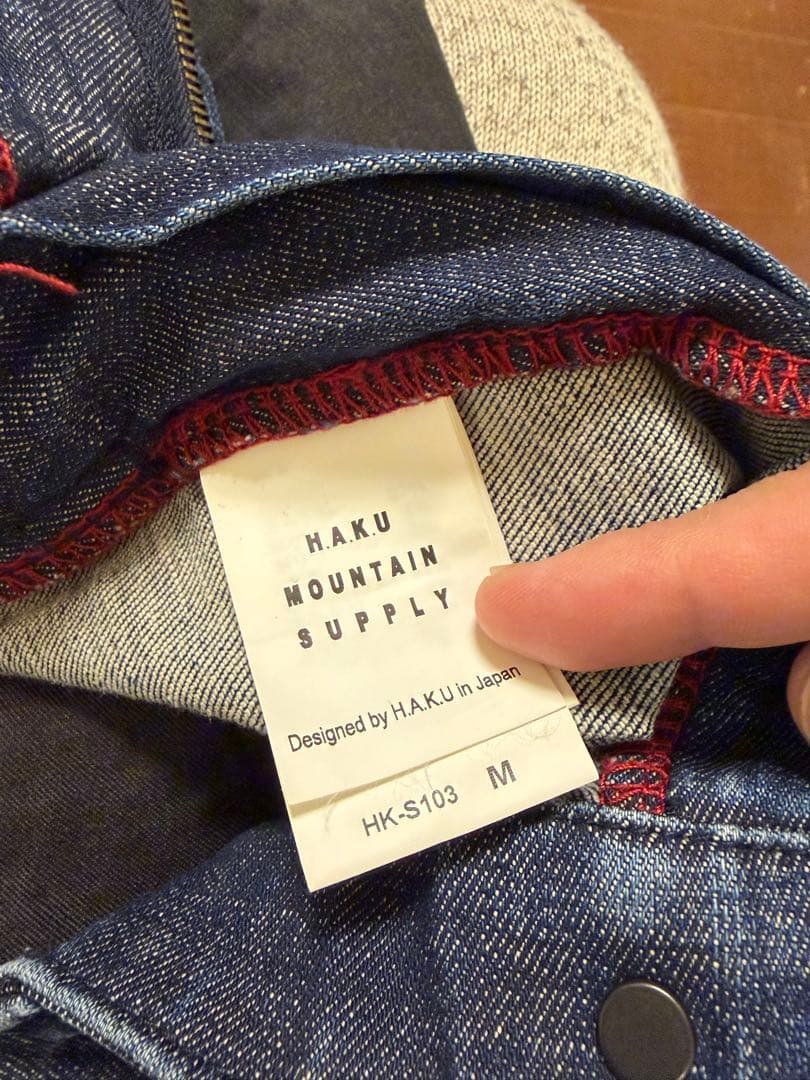 H.A.K.U
MOUNTAIN
SUPPLY
Designed by H.A.K.U in Japan
HK-S103 M